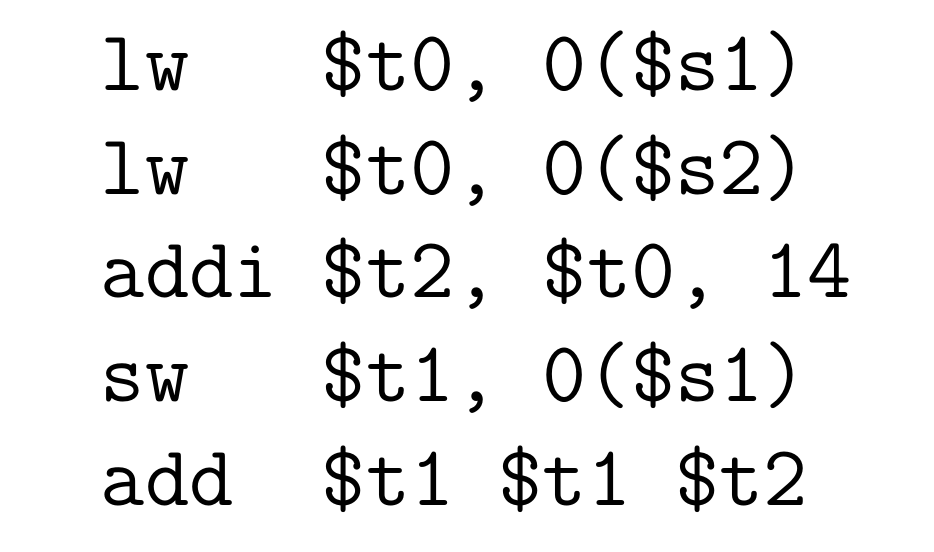 lw   $t0, 0($s1)
lw   $t0, 0($s2)
addi $t2, $t0, 14
sw   $t1, 0($s1)
add  $t1 $t1 $t2